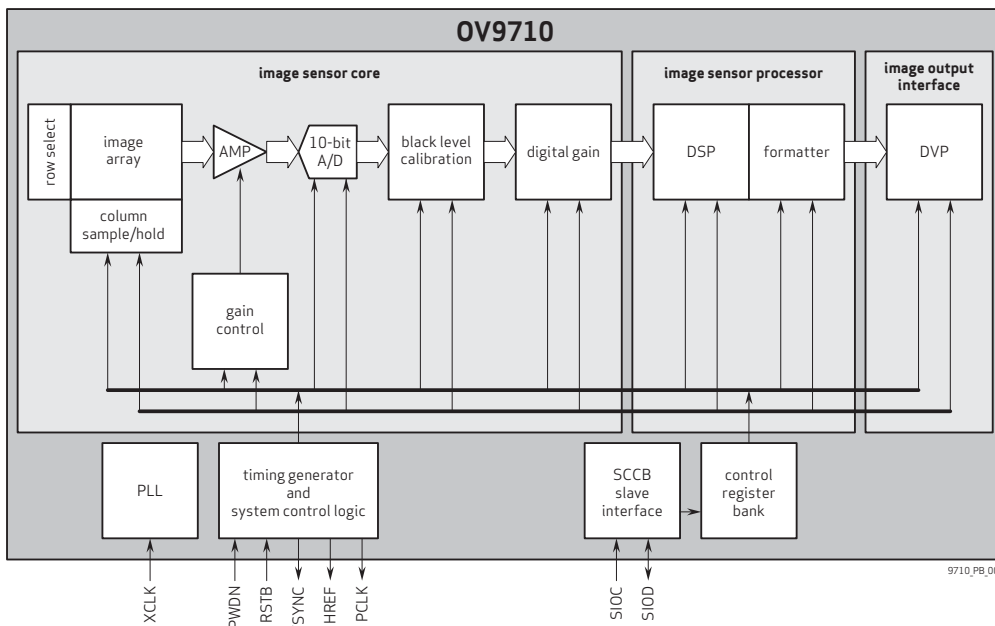 OV9710
image sensor core
image sensor processor
image output
interface
row select
image
array
AMP
10-bit
A/D
black level
calibration
digital gain
DSP
formatter
DVP
column
sample/hold
gain
control
PLL
timing generator
and
system control logic
SCCB
slave
interface
control
register
bank
XCLK
PWDN
RSTB
SYNC
HREF
PCLK
SIOC
SIOD